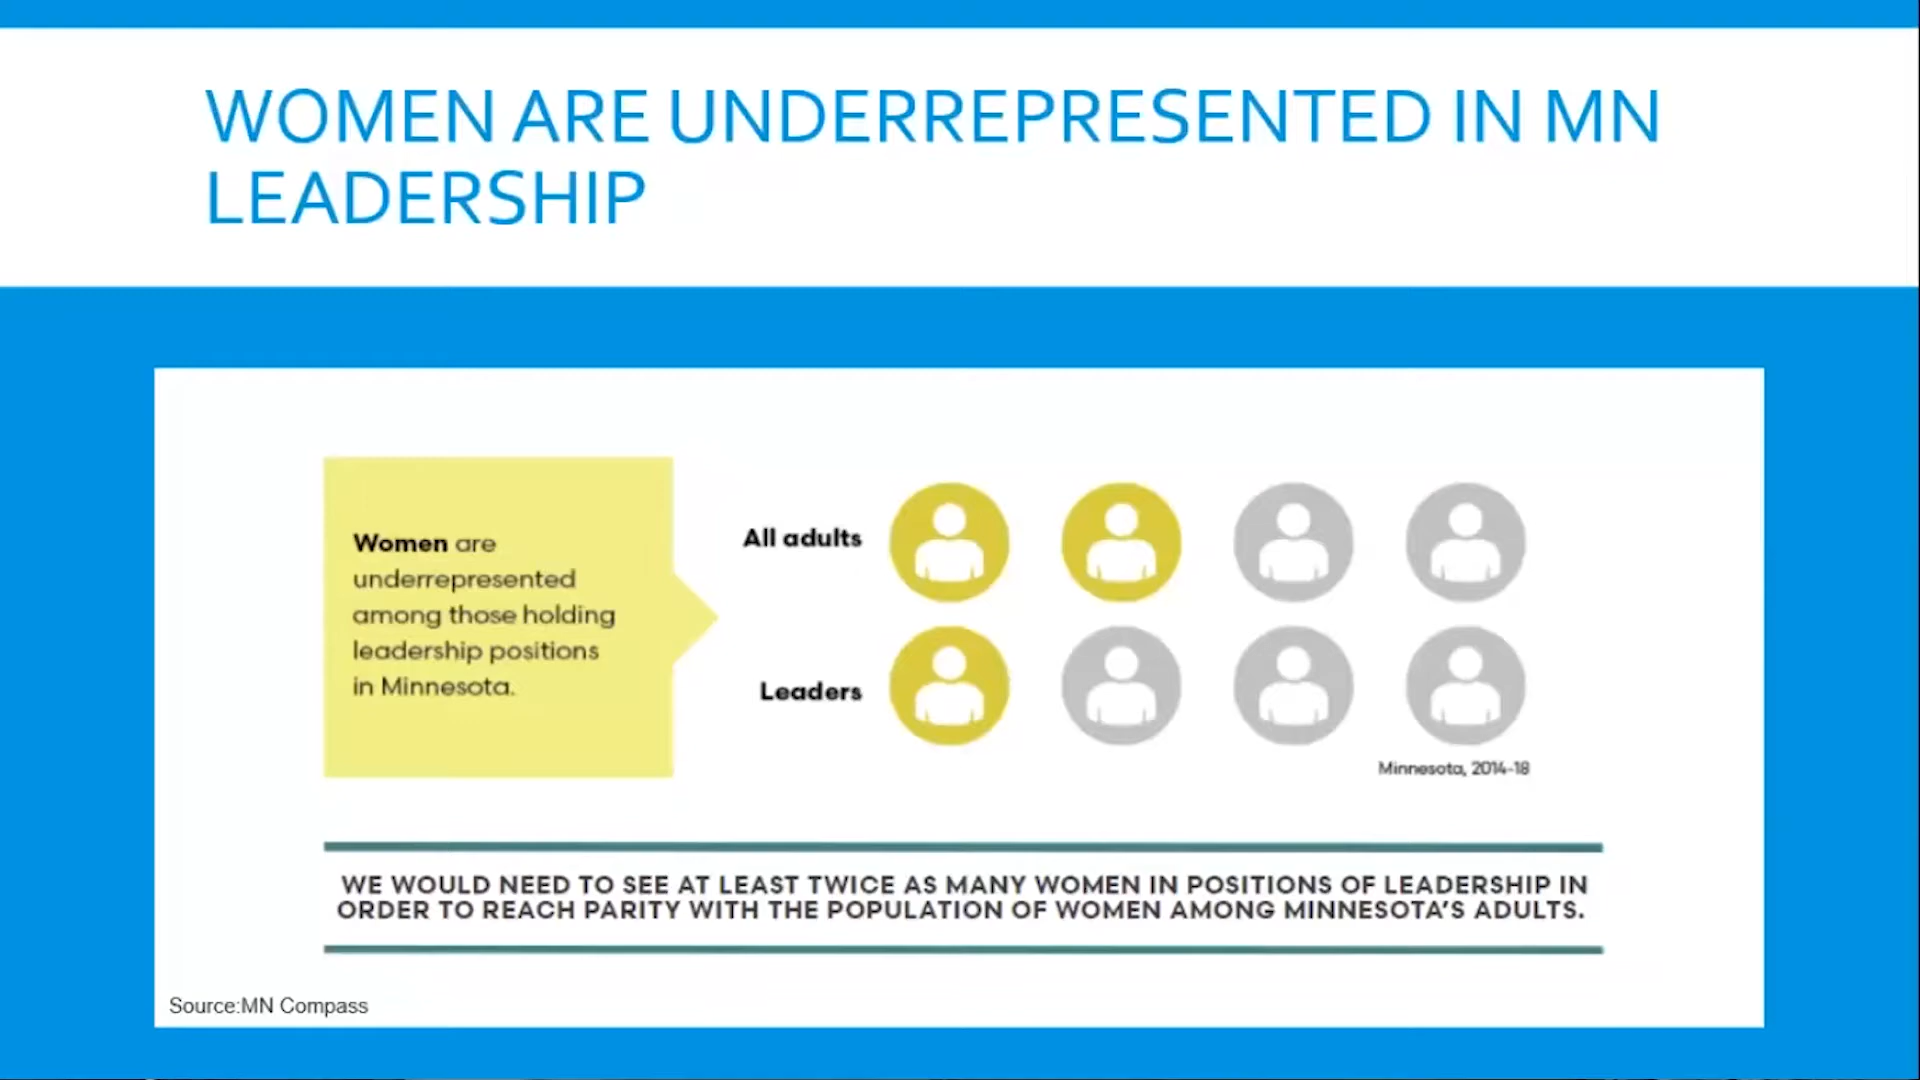 WOMEN ARE UNDERREPRESENTED IN MN
LEADERSHIP
Women are
underrepresented
among those holding
leadership positions
in Minnesota.
All adults
Leaders
Minnesota, 2014-18
WE WOULD NEED TO SEE AT LEAST TWICE AS MANY WOMEN IN POSITIONS OF LEADERSHIP IN
ORDER TO REACH PARITY WITH THE POPULATION OF WOMEN AMONG MINNESOTA'S ADULTS.
Source:MN Compass